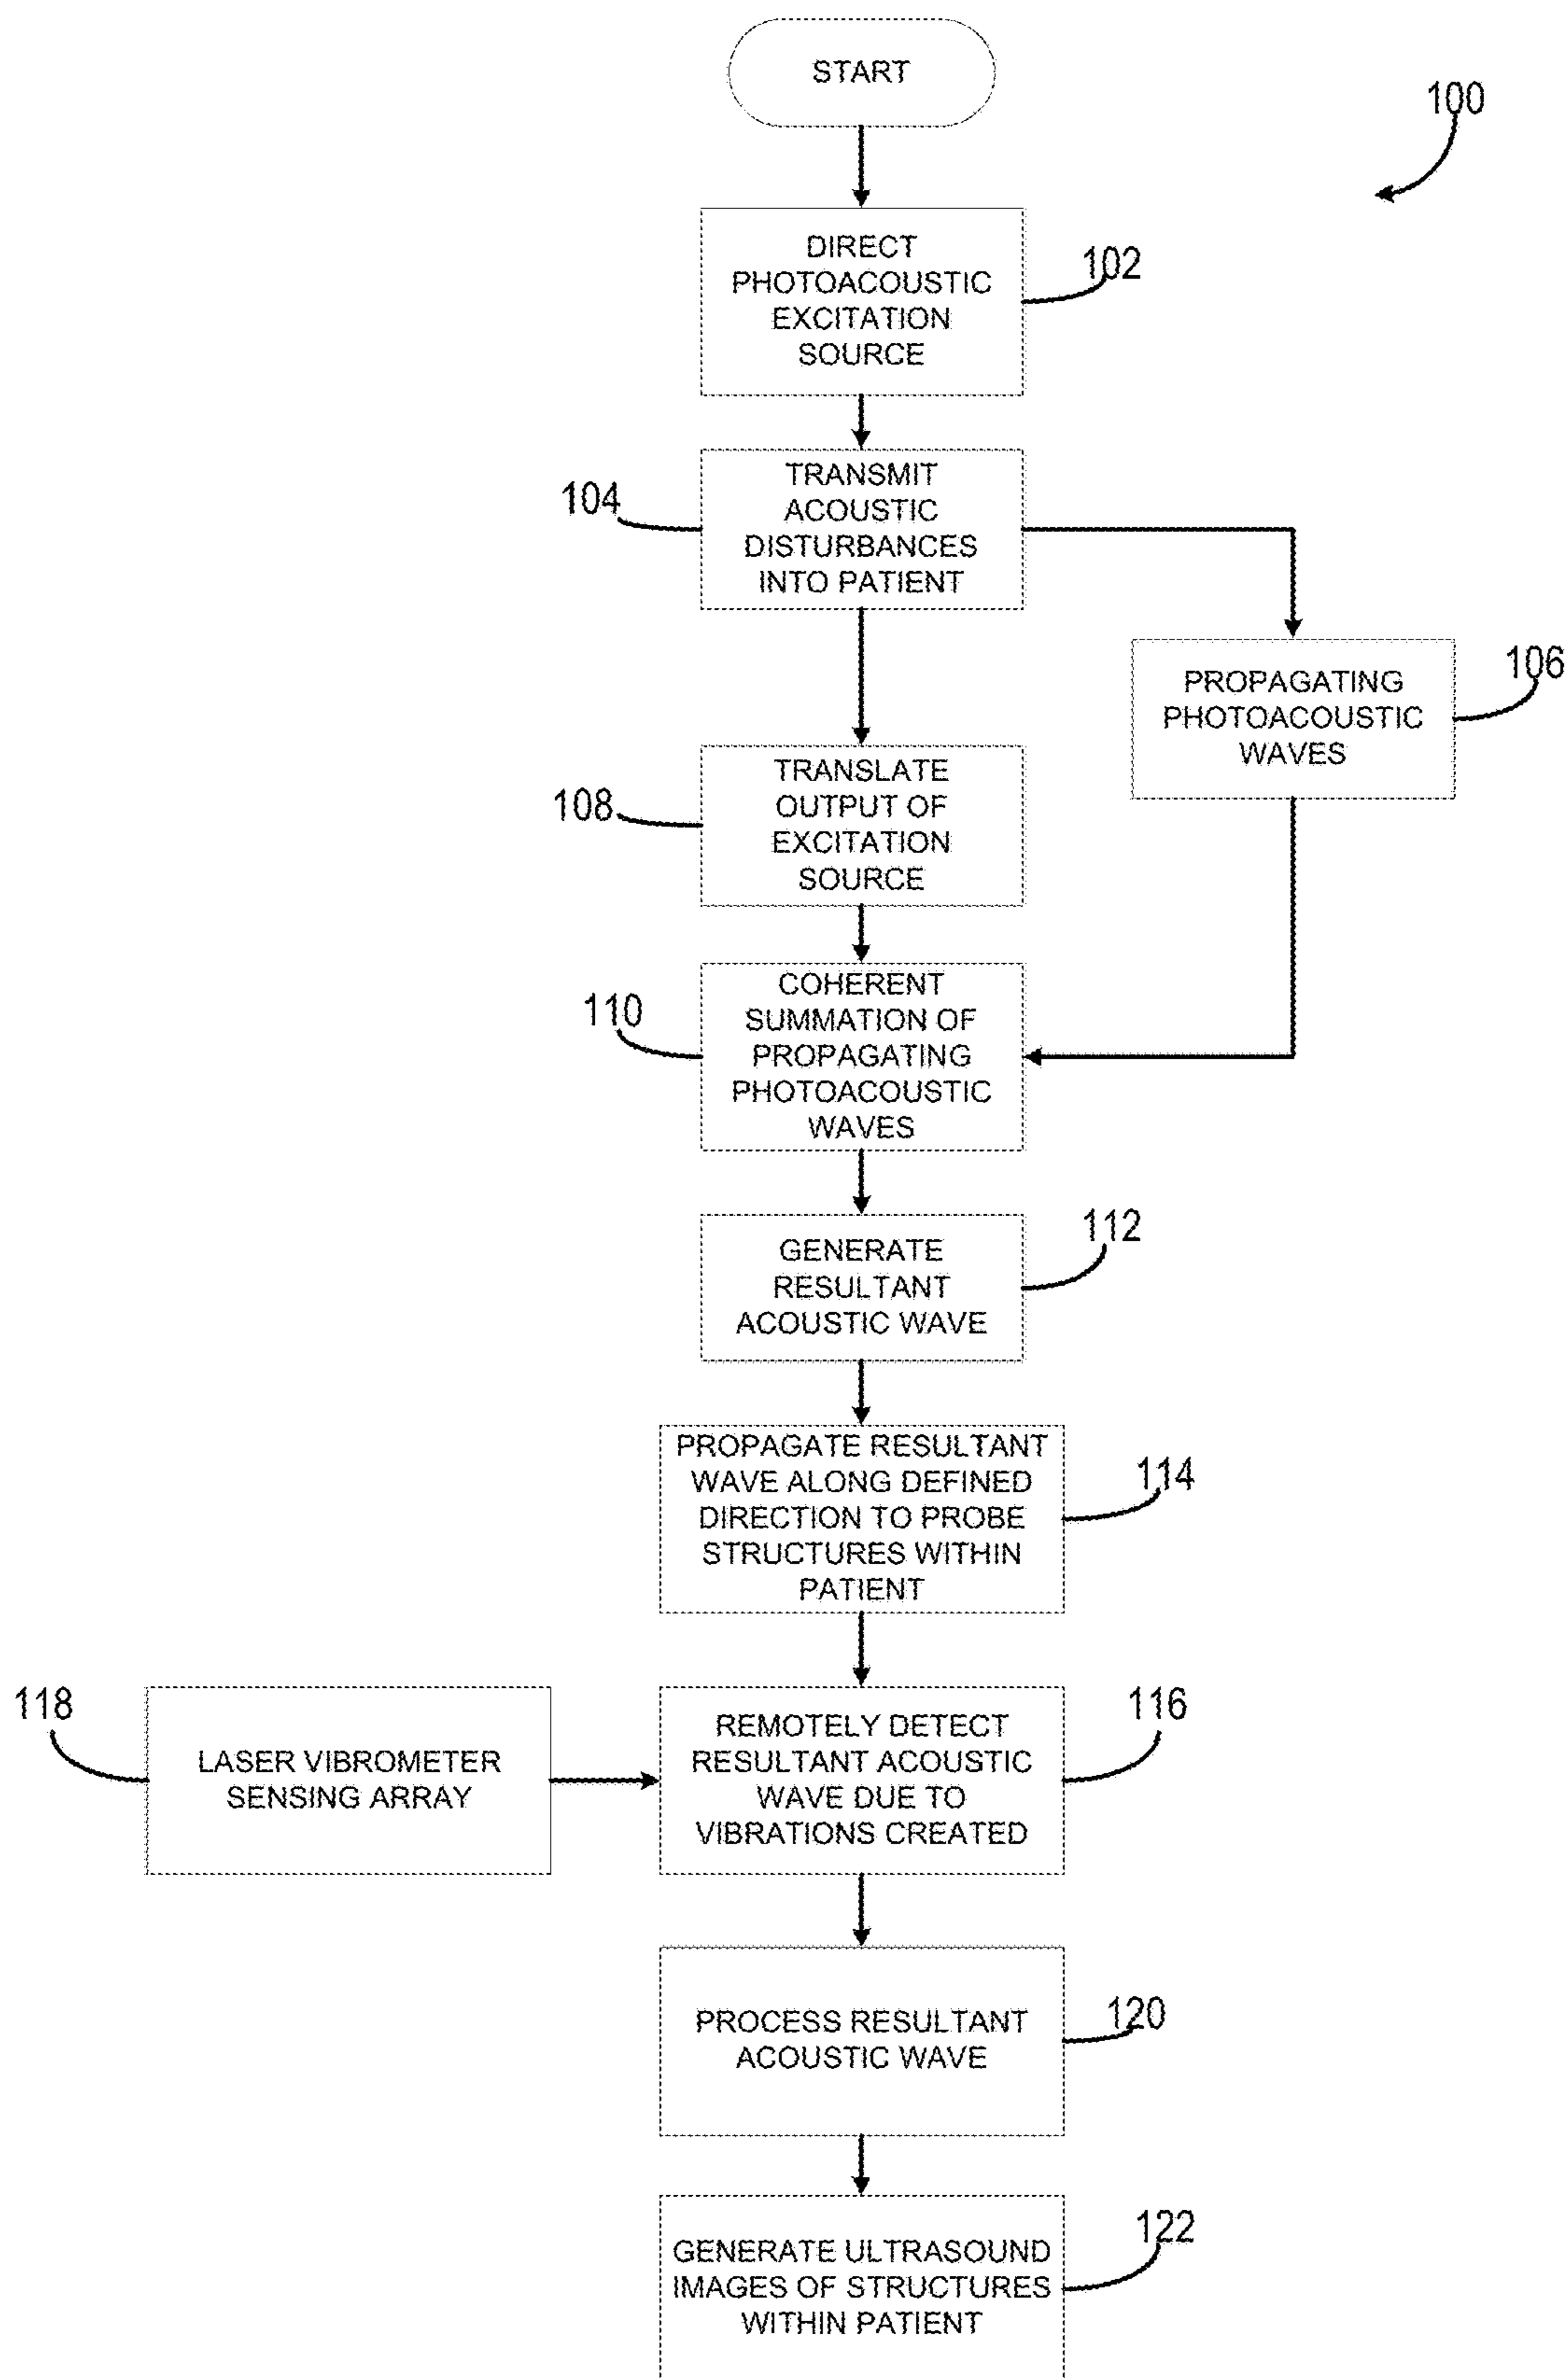 START
100
DIRECT
PHOTOACOUSTIC
EXCITATION
SOURCE
102
TRANSMIT
ACOUSTIC
DISTURBANCES
INTO PATIENT
104
PROPAGATING
PHOTOACOUSTIC
WAVES
106
TRANSLATE
OUTPUT OF
EXCITATION
SOURCE
108
COHERENT
SUMMATION OF
PROPAGATING
PHOTOACOUSTIC
WAVES
110
GENERATE
RESULTANT
ACOUSTIC WAVE
112
PROPAGATE RESULTANT
WAVE ALONG DEFINED
DIRECTION TO PROBE
STRUCTURES WITHIN
PATIENT
114
118
LASER VIBROMETER
SENSING ARRAY
REMOTELY DETECT
RESULTANT ACOUSTIC
WAVE DUE TO
VIBRATIONS CREATED
116
PROCESS RESULTANT
ACOUSTIC WAVE
120
GENERATE ULTRASOUND
IMAGES OF STRUCTURES
WITHIN PATIENT
122